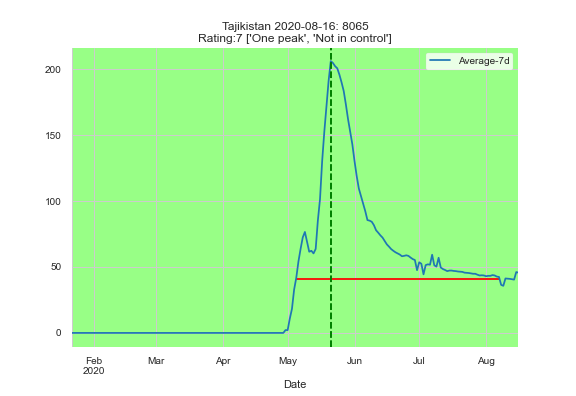 Tajikistan 2020-08-16: 8065
Rating:7 ['One peak', 'Not in control']
Average-7d
200
150
100
50
0
Feb Mar Apr May Jun Jul Aug
2020
Date